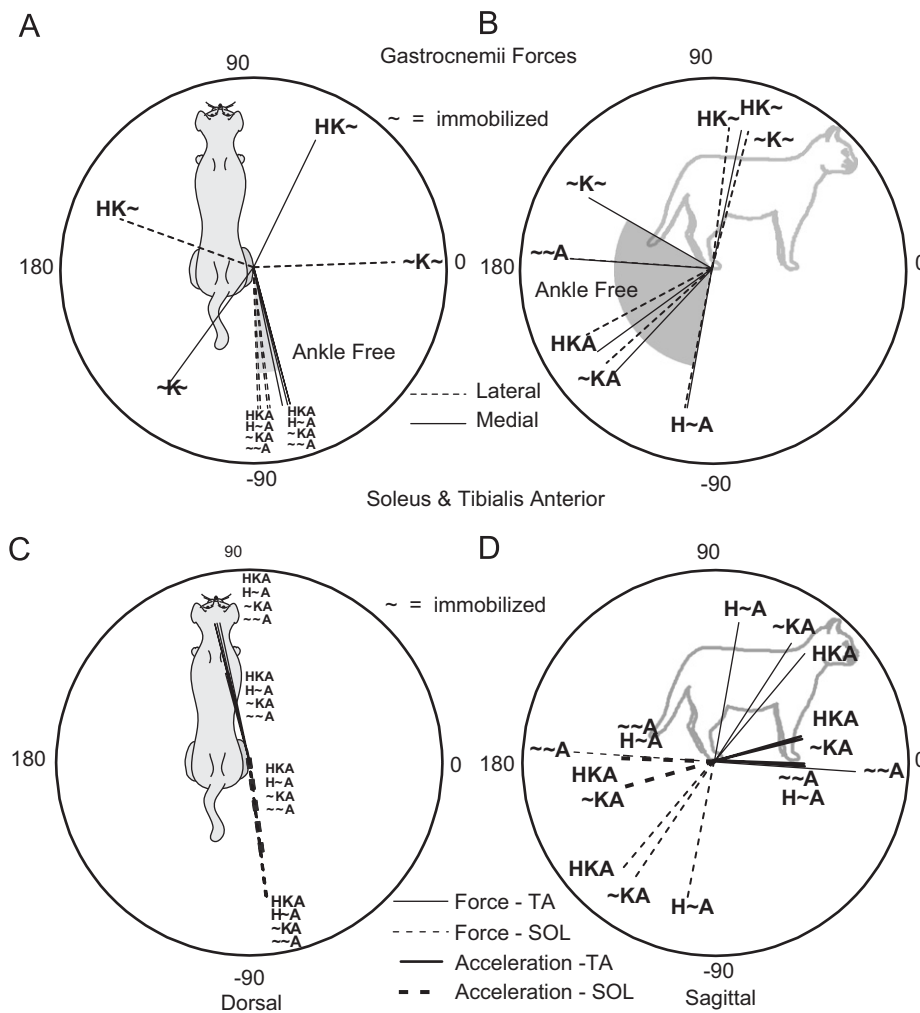 A
B
Gastrocnemii Forces
90
90
HK~
~ = immobilized
HK~
HK~
~K~
~K~
HK~
~~A
180
~K~
0
180
0
Ankle Free
Ankle Free
HKA
~KA
~K~
Lateral
Medial
HKA
H~A
~KA
~~A
HKA
H~A
~KA
~~A
H~A
-90
-90
Soleus & Tibialis Anterior
C
D
90
90
HKA
H~A
~KA
~~A
~ = immobilized
H~A
~KA
HKA
HKA
H~A
~KA
~~A
HKA
~KA
~~A
H~A
~~A
180
0
180
0
HKA
H~A
~KA
~~A
HKA
~KA
~~A
H~A
~~A
HKA
~KA
H~A
HKA
H~A
~KA
~~A
Force - TA
Force - SOL
Acceleration -TA
Acceleration - SOL
-90
-90
Dorsal
Sagittal